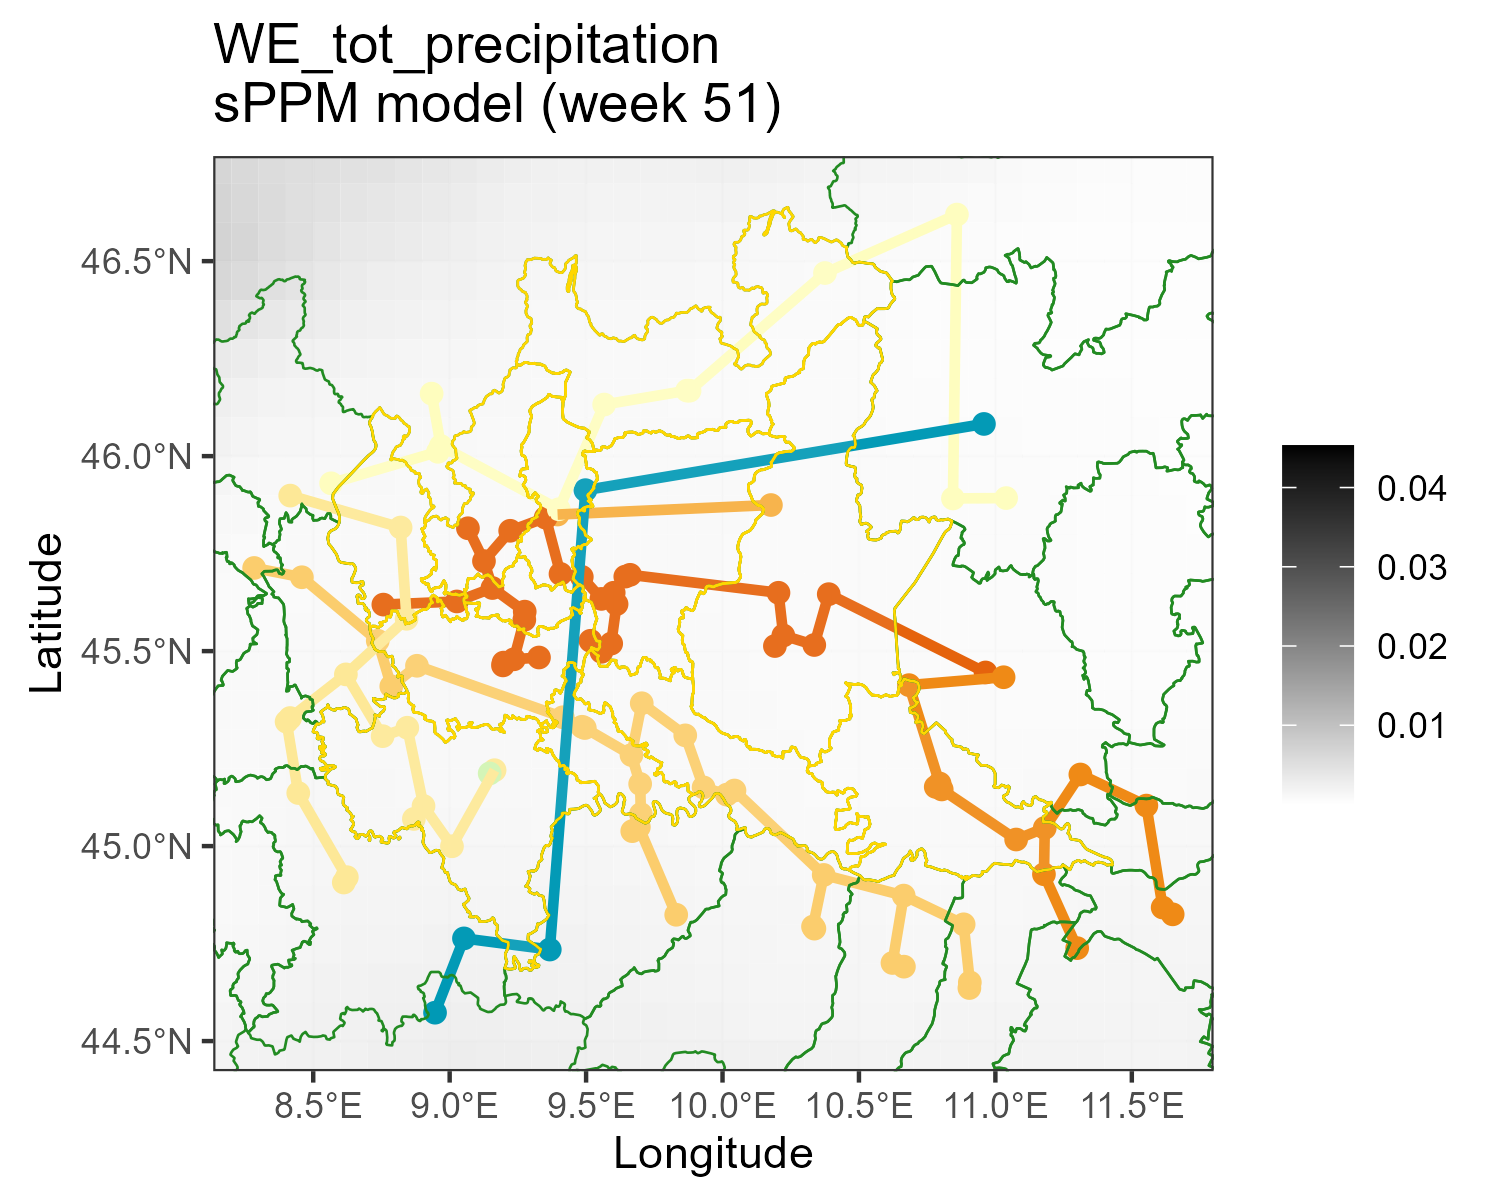 WE_tot_precipitation
sPPM model (week 51)
46.5°N
46.0°N
45.5°N
45.0°N
44.5°N
Latitude
8.5°E 9.0°E 9.5°E 10.0°E 10.5°E 11.0°E 11.5°E
Longitude
0.04
0.03
0.02
0.01